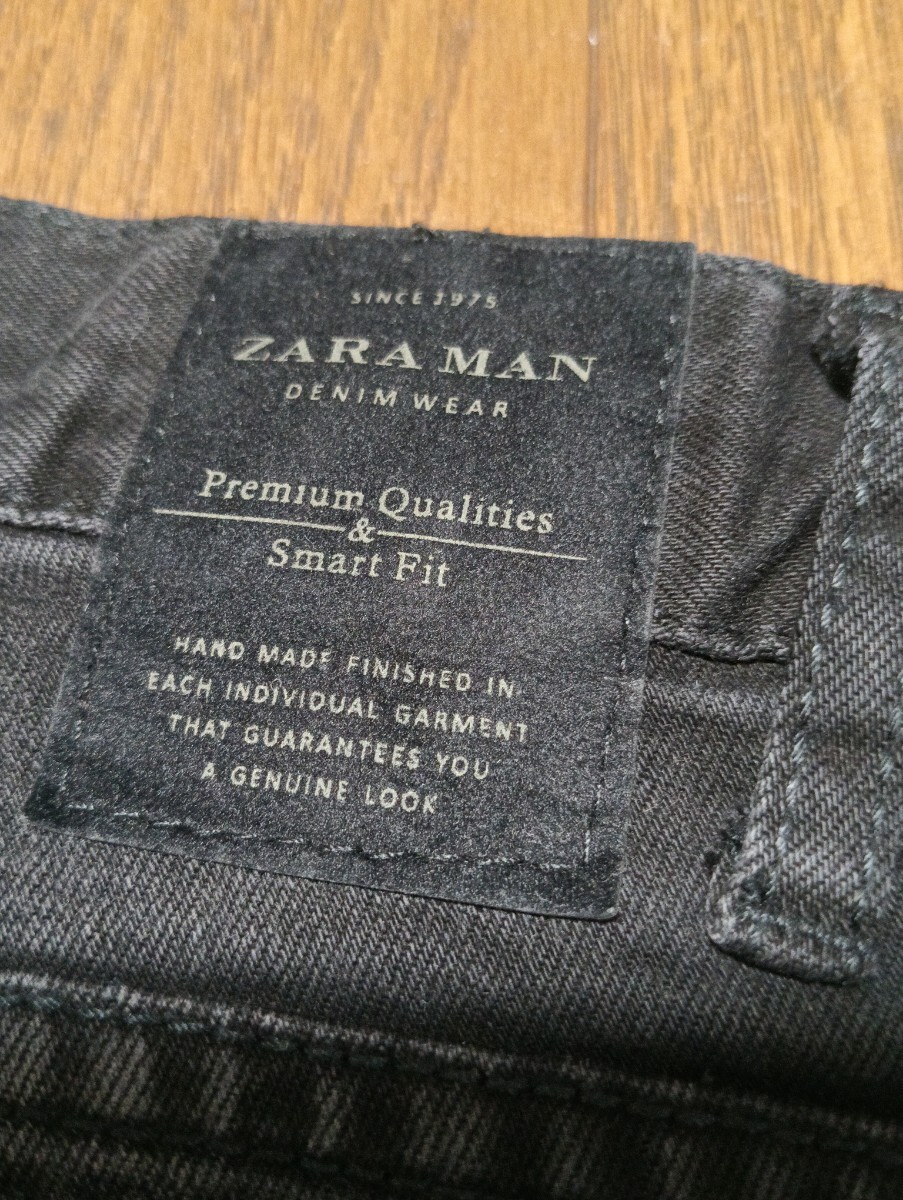 SINCE 1975
ZARA MAN
DENIM WEAR
Premium Qualities
&
Smart Fit
HAND MADE FINISHED IN
EACH INDIVIDUAL GARMENT
THAT GUARANTEES YOU
A GENUINE LOOK